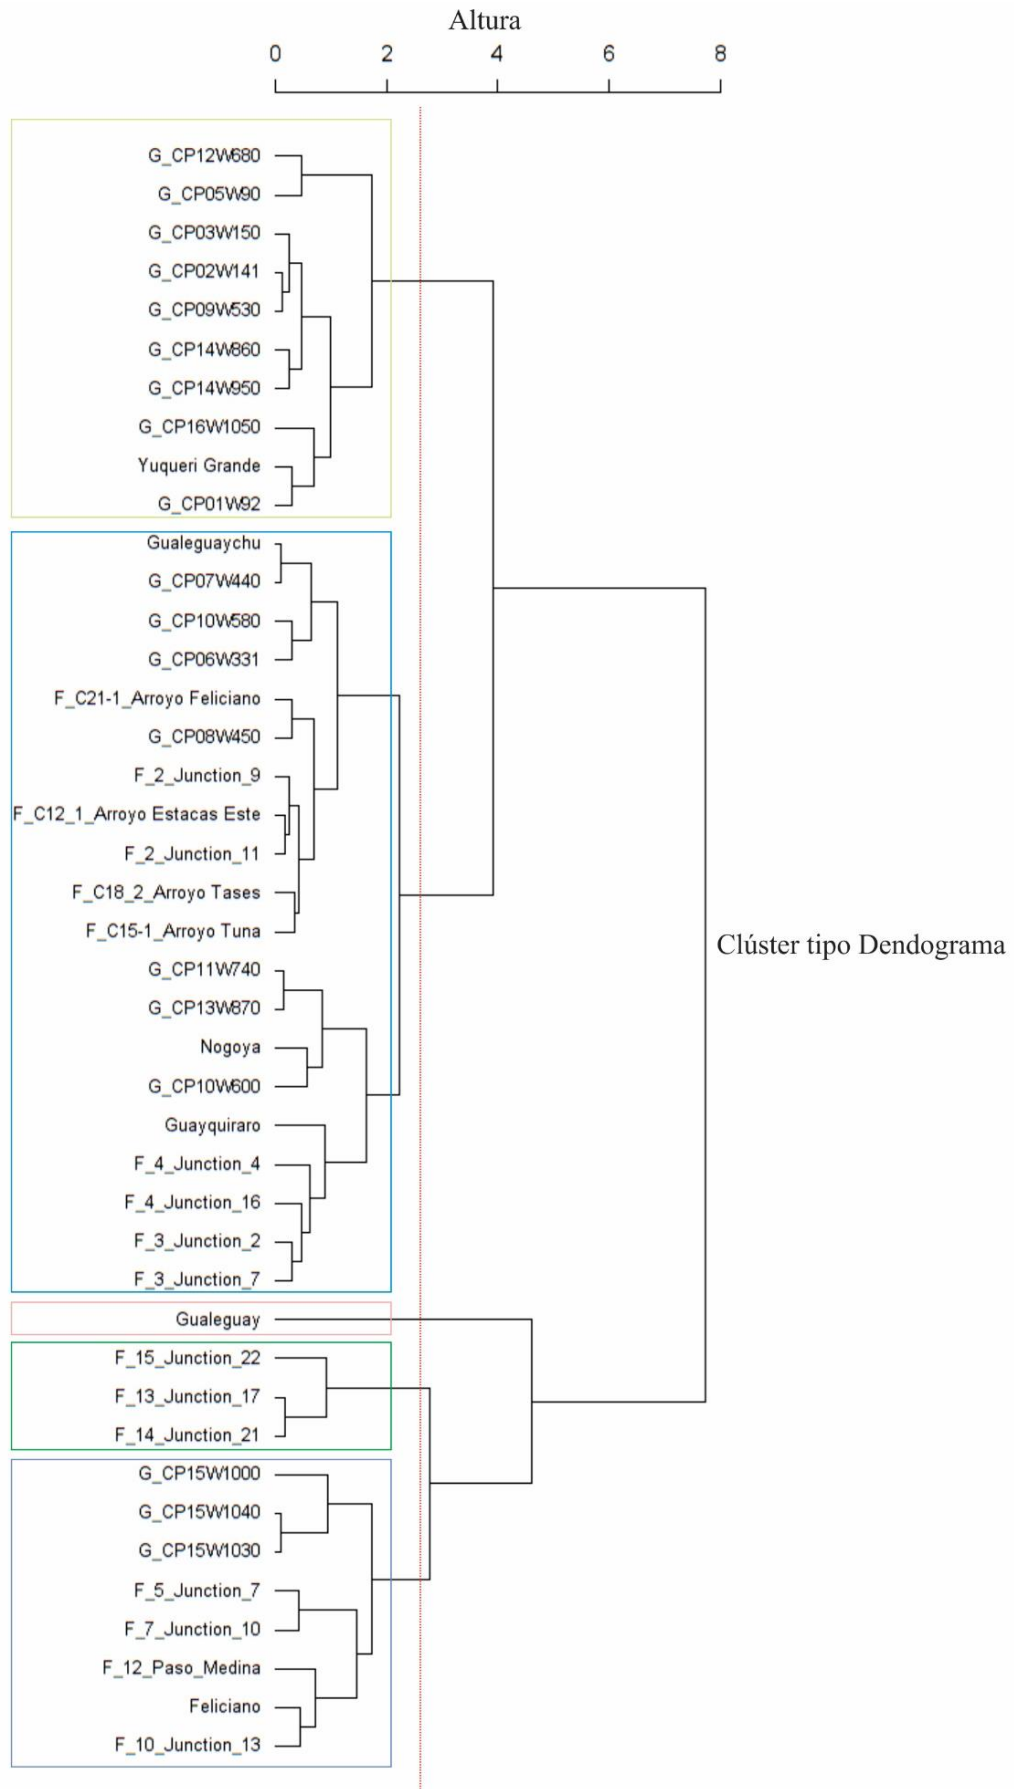 Altura
0 2 4 6 8
G_CP12W680
G_CP05W90
G_CP03W150
G_CP02W141
G_CP09W530
G_CP14W860
G_CP14W950
G_CP16W1050
Yuqueri Grande
G_CP01W92
Gualeguaychu
G_CP07W440
G_CP10W580
G_CP06W331
F_C21-1_Arroyo Feliciano
G_CP08W450
F_2_Junction_9
F_C12_1_Arroyo Estacas Este
F_2_Junction_11
F_C18_2_Arroyo Tases
F_C15-1_Arroyo Tuna
Clúster tipo Dendograma
G_CP11W740
G_CP13W870
Nogoya
G_CP10W600
Guayquiraro
F_4_Junction_4
F_4_Junction_16
F_3_Junction_2
F_3_Junction_7
Gualeguay
F_15_Junction_22
F_13_Junction_17
F_14_Junction_21
G_CP15W1000
G_CP15W1040
G_CP15W1030
F_5_Junction_7
F_7_Junction_10
F_12_Paso_Medina
Feliciano
F_10_Junction_13